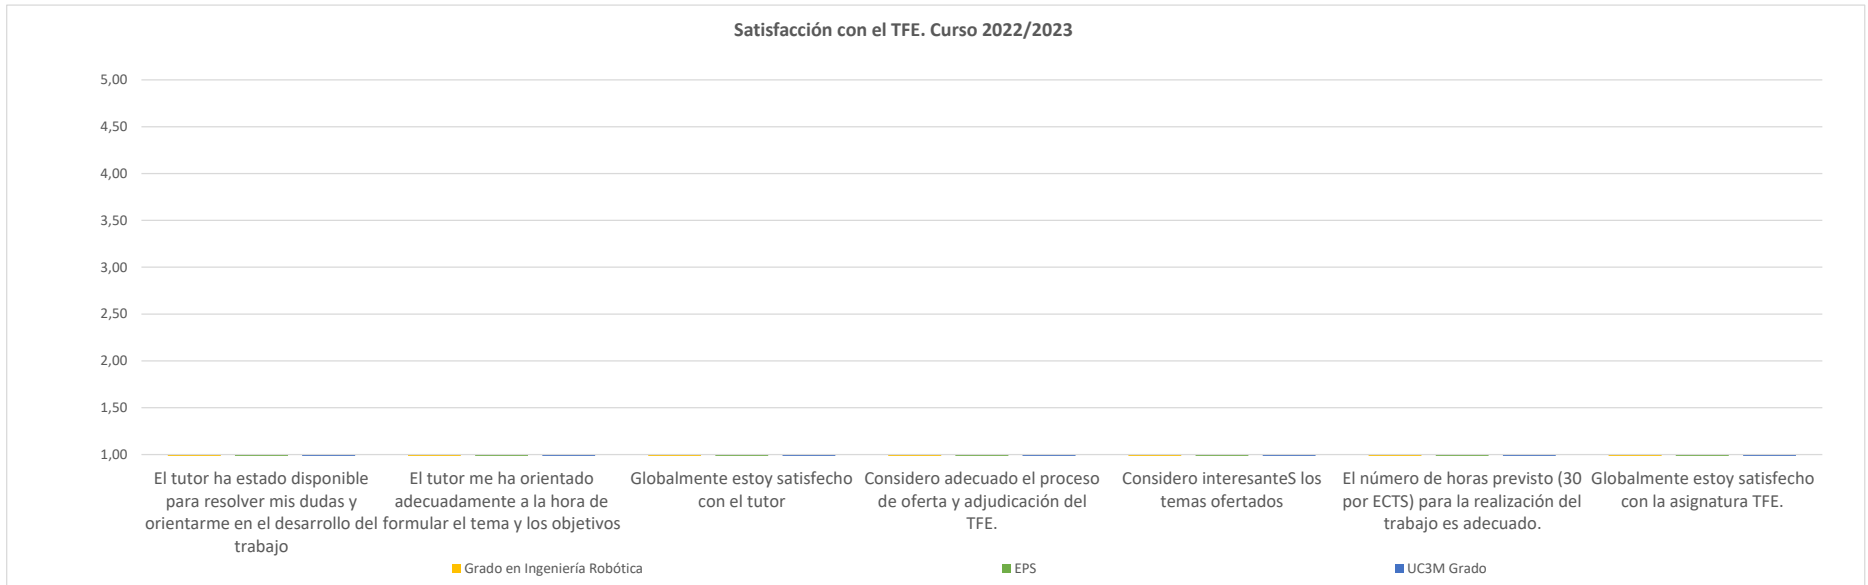 Satisfacción con el TFE. Curso 2022/2023
5,00
4,50
4,00
3,50
3,00
2,50
2,00
1,50
1,00
El tutor ha estado disponible
para resolver mis dudas y
orientarme en el desarrollo del
trabajo
El tutor me ha orientado
adecuadamente a la hora de
formular el tema y los objetivos
Globalmente estoy satisfecho
con el tutor
Considero adecuado el proceso
de oferta y adjudicación del
TFE.
Considero interesanteS los
temas ofertados
El número de horas previsto (30
por ECTS) para la realización del
trabajo es adecuado.
Globalmente estoy satisfecho
con la asignatura TFE.
Grado en Ingeniería Robótica
EPS
UC3M Grado